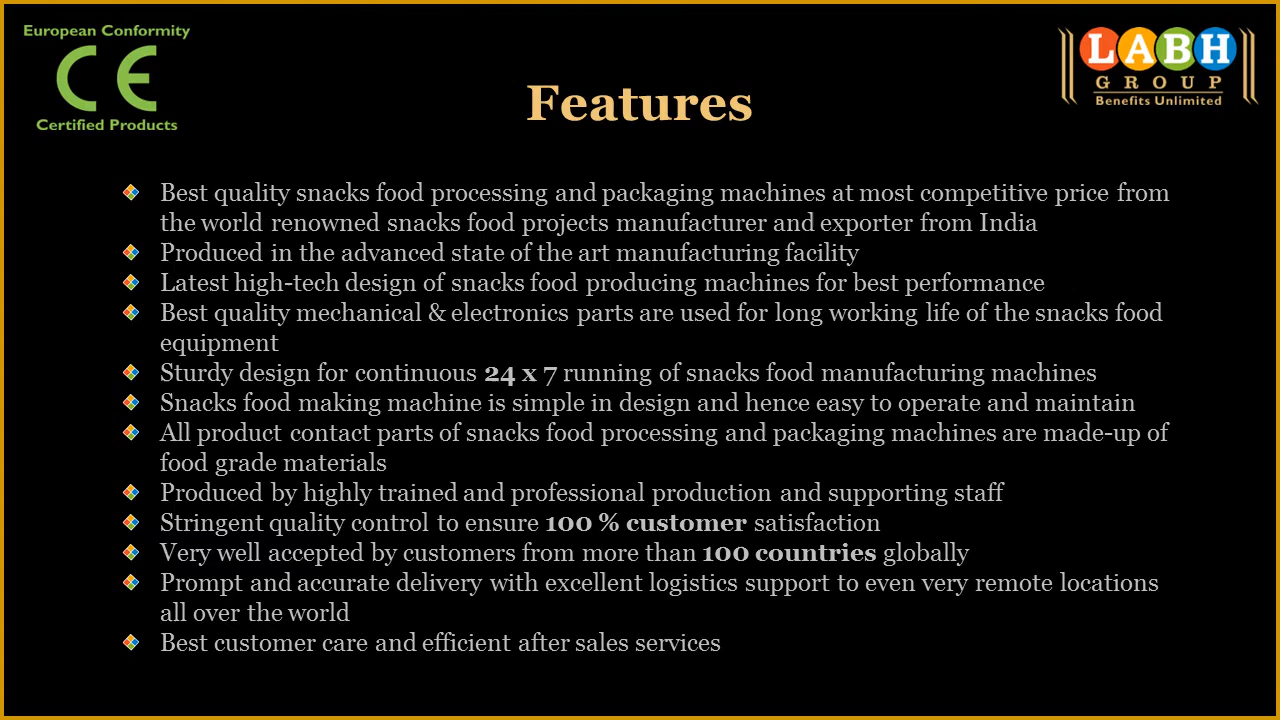 European Conformity
CE
Certified Products
LABH
GROUP
Benefits Unlimited
Features
Best quality snacks food processing and packaging machines at most competitive price from
the world renowned snacks food projects manufacturer and exporter from India
Produced in the advanced state of the art manufacturing facility
Latest high-tech design of snacks food producing machines for best performance
Best quality mechanical & electronics parts are used for long working life of the snacks food
equipment
Sturdy design for continuous 24 x 7 running of snacks food manufacturing machines
Snacks food making machine is simple in design and hence easy to operate and maintain
All product contact parts of snacks food processing and packaging machines are made-up of
food grade materials
Produced by highly trained and professional production and supporting staff
Stringent quality control to ensure 100 % customer satisfaction
Very well accepted by customers from more than 100 countries globally
Prompt and accurate delivery with excellent logistics support to even very remote locations
all over the world
Best customer care and efficient after sales services